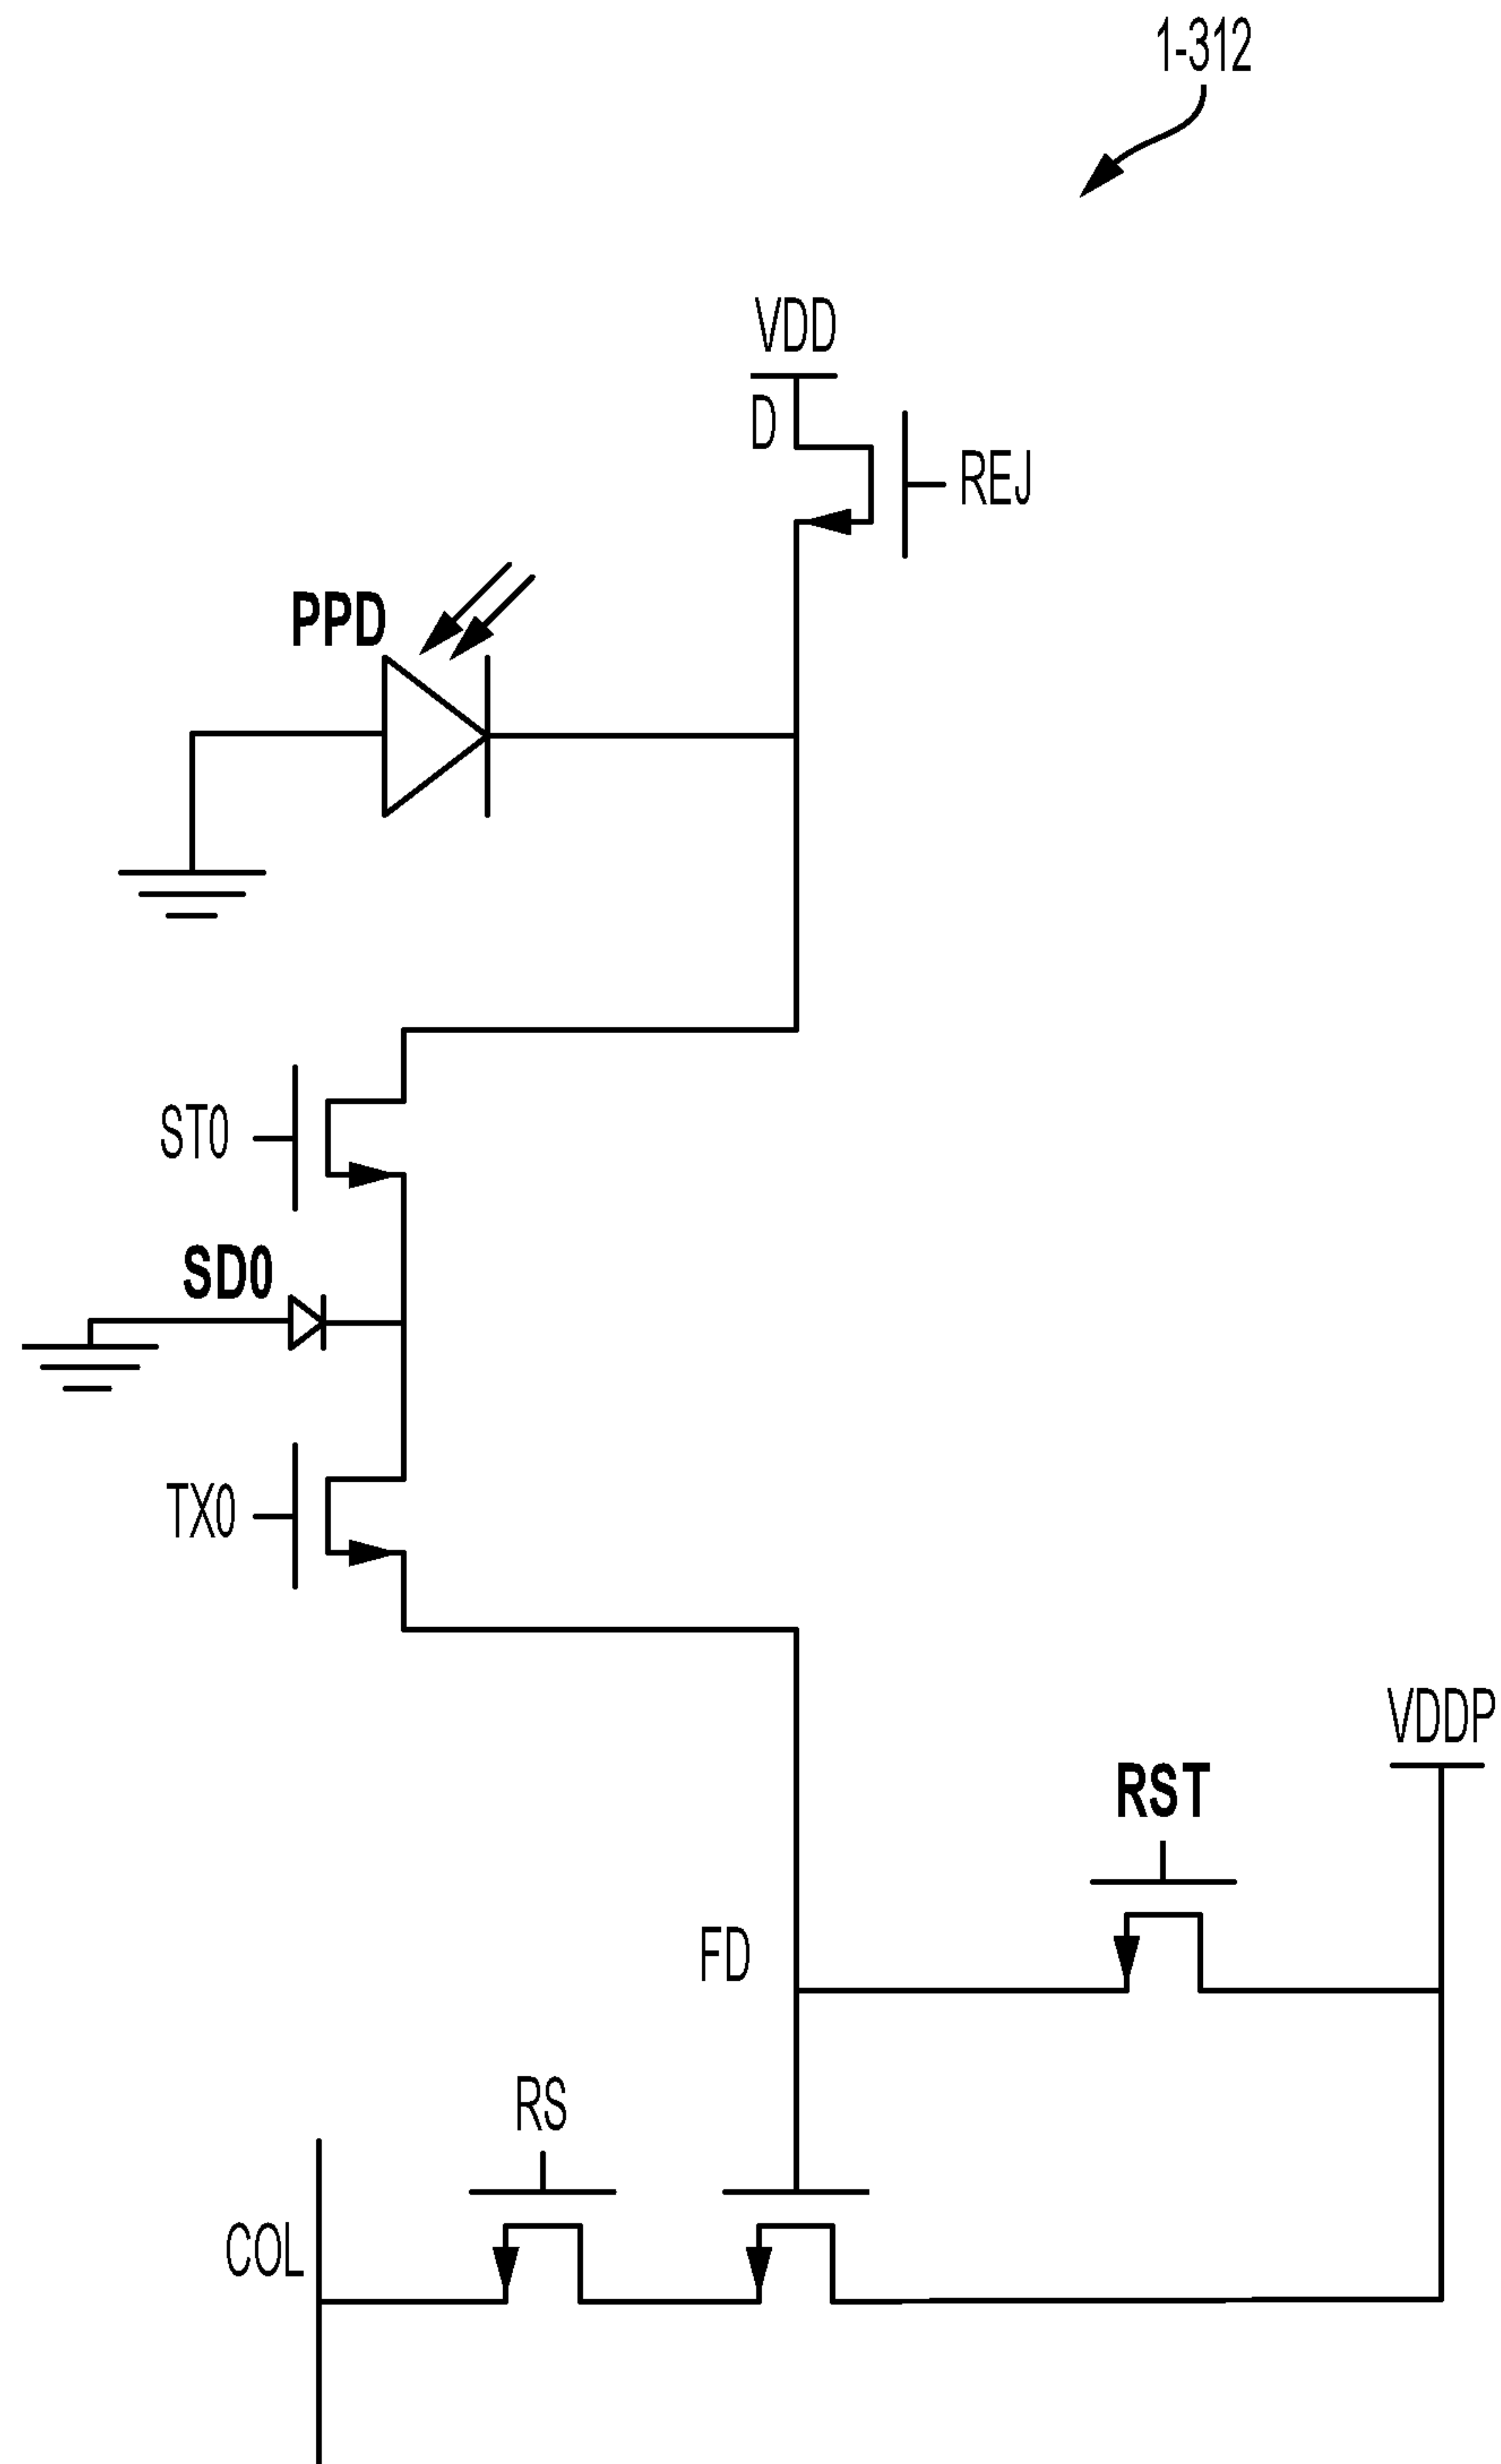 1-312
VDD
D
REJ
PPD
ST0
SD0
TX0
VDDP
RST
FD
RS
COL